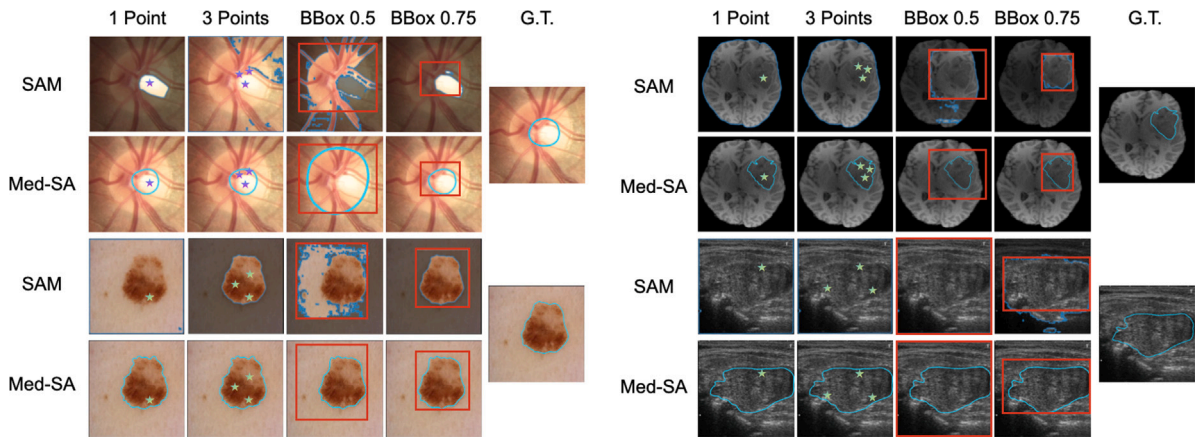 1 Point 3 Points BBox 0.5 BBox 0.75 G.T.
SAM
Med-SA
SAM
Med-SA
1 Point 3 Points BBox 0.5 BBox 0.75 G.T.
SAM
Med-SA
SAM
Med-SA